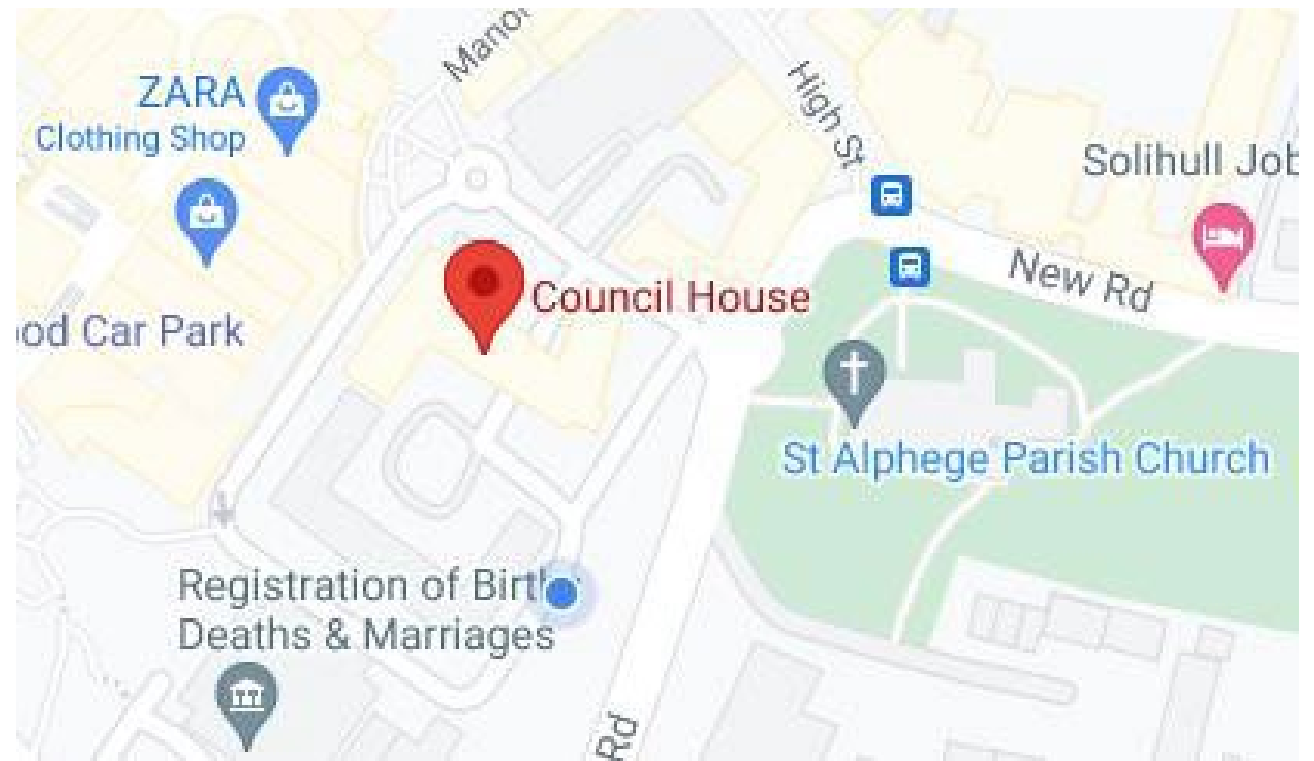 Manor
ZARA
Clothing Shop
High St
Solihull Job
New Rd
Council House
ood Car Park
St Alphege Parish Church
Registration of Birth
Deaths & Marriages
Rd